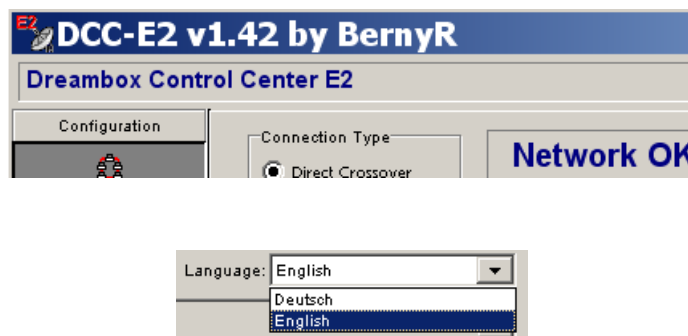 E2 DCC-E2 v1.42 by BernyR
Dreambox Control Center E2
Configuration
Connection Type
Direct Crossover
Network OK
Language: English
Deutsch
English